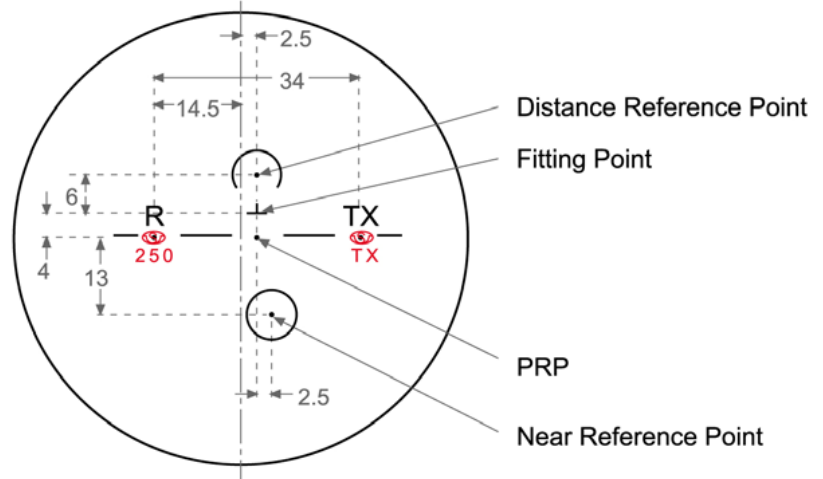 2.5
34
14.5
Distance Reference Point
Fitting Point
6
R
TX
250
TX
4
13
PRP
2.5
Near Reference Point